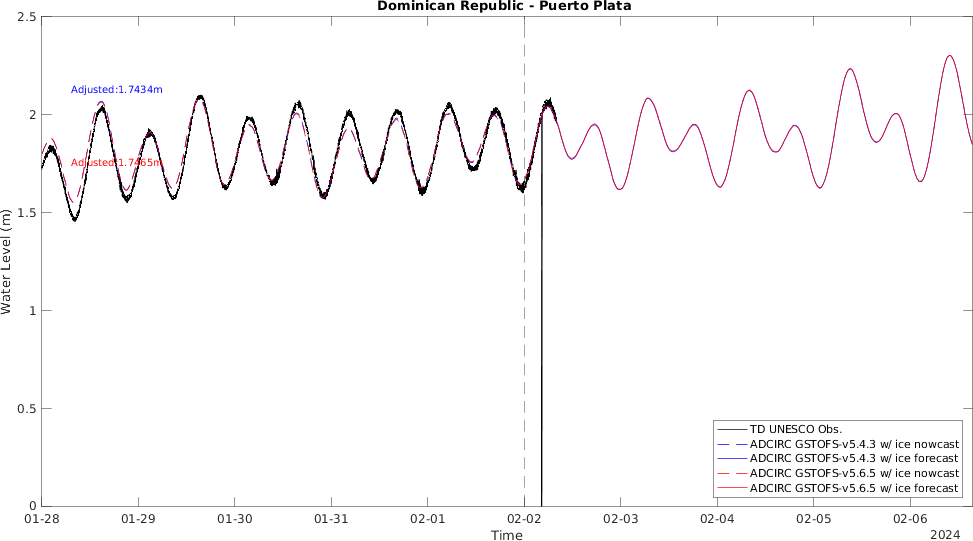 Dominican Republic - Puerto Plata
2.5
2
1.5
1
0.5
0
Water Level (m)
Adjusted:1.7434m
Adjusted:1.7465m
TD UNESCO Obs.
ADCIRC GSTOFS-v5.4.3 w/ ice nowcast
ADCIRC GSTOFS-v5.4.3 w/ ice forecast
ADCIRC GSTOFS-v5.6.5 w/ ice nowcast
ADCIRC GSTOFS-v5.6.5 w/ ice forecast
01-28 01-29 01-30 01-31 02-01 02-02 02-03 02-04 02-05 02-06
Time
2024